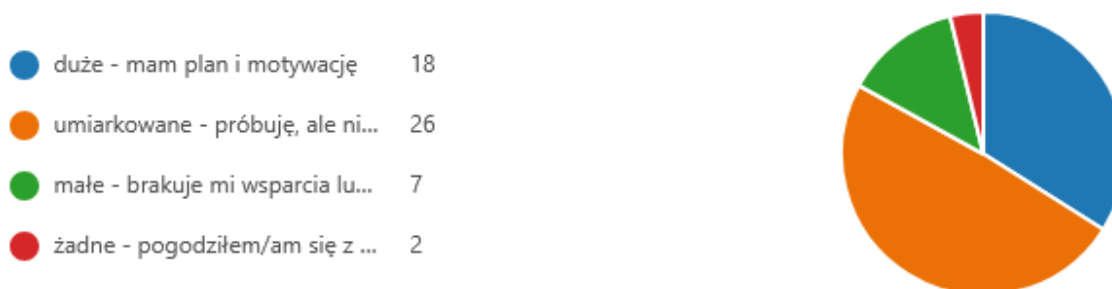 duże - mam plan i motywację 18
umiarkowane - próbuję, ale ni... 26
małe - brakuje mi wsparcia lu... 7
żadne - pogodziłem/am się z ... 2